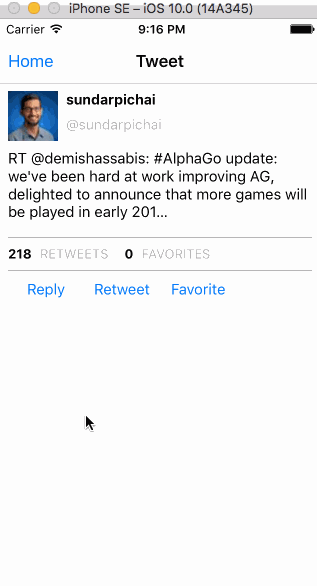 iPhone SE – iOS 10.0 (14A345)
Carrier 9:16 PM
Home Tweet
sundarpichai
@sundarpichai
RT @demishassabis: #AlphaGo update:
we've been hard at work improving AG,
delighted to announce that more games will
be played in early 201...
218 RETWEETS 0 FAVORITES
Reply Retweet Favorite